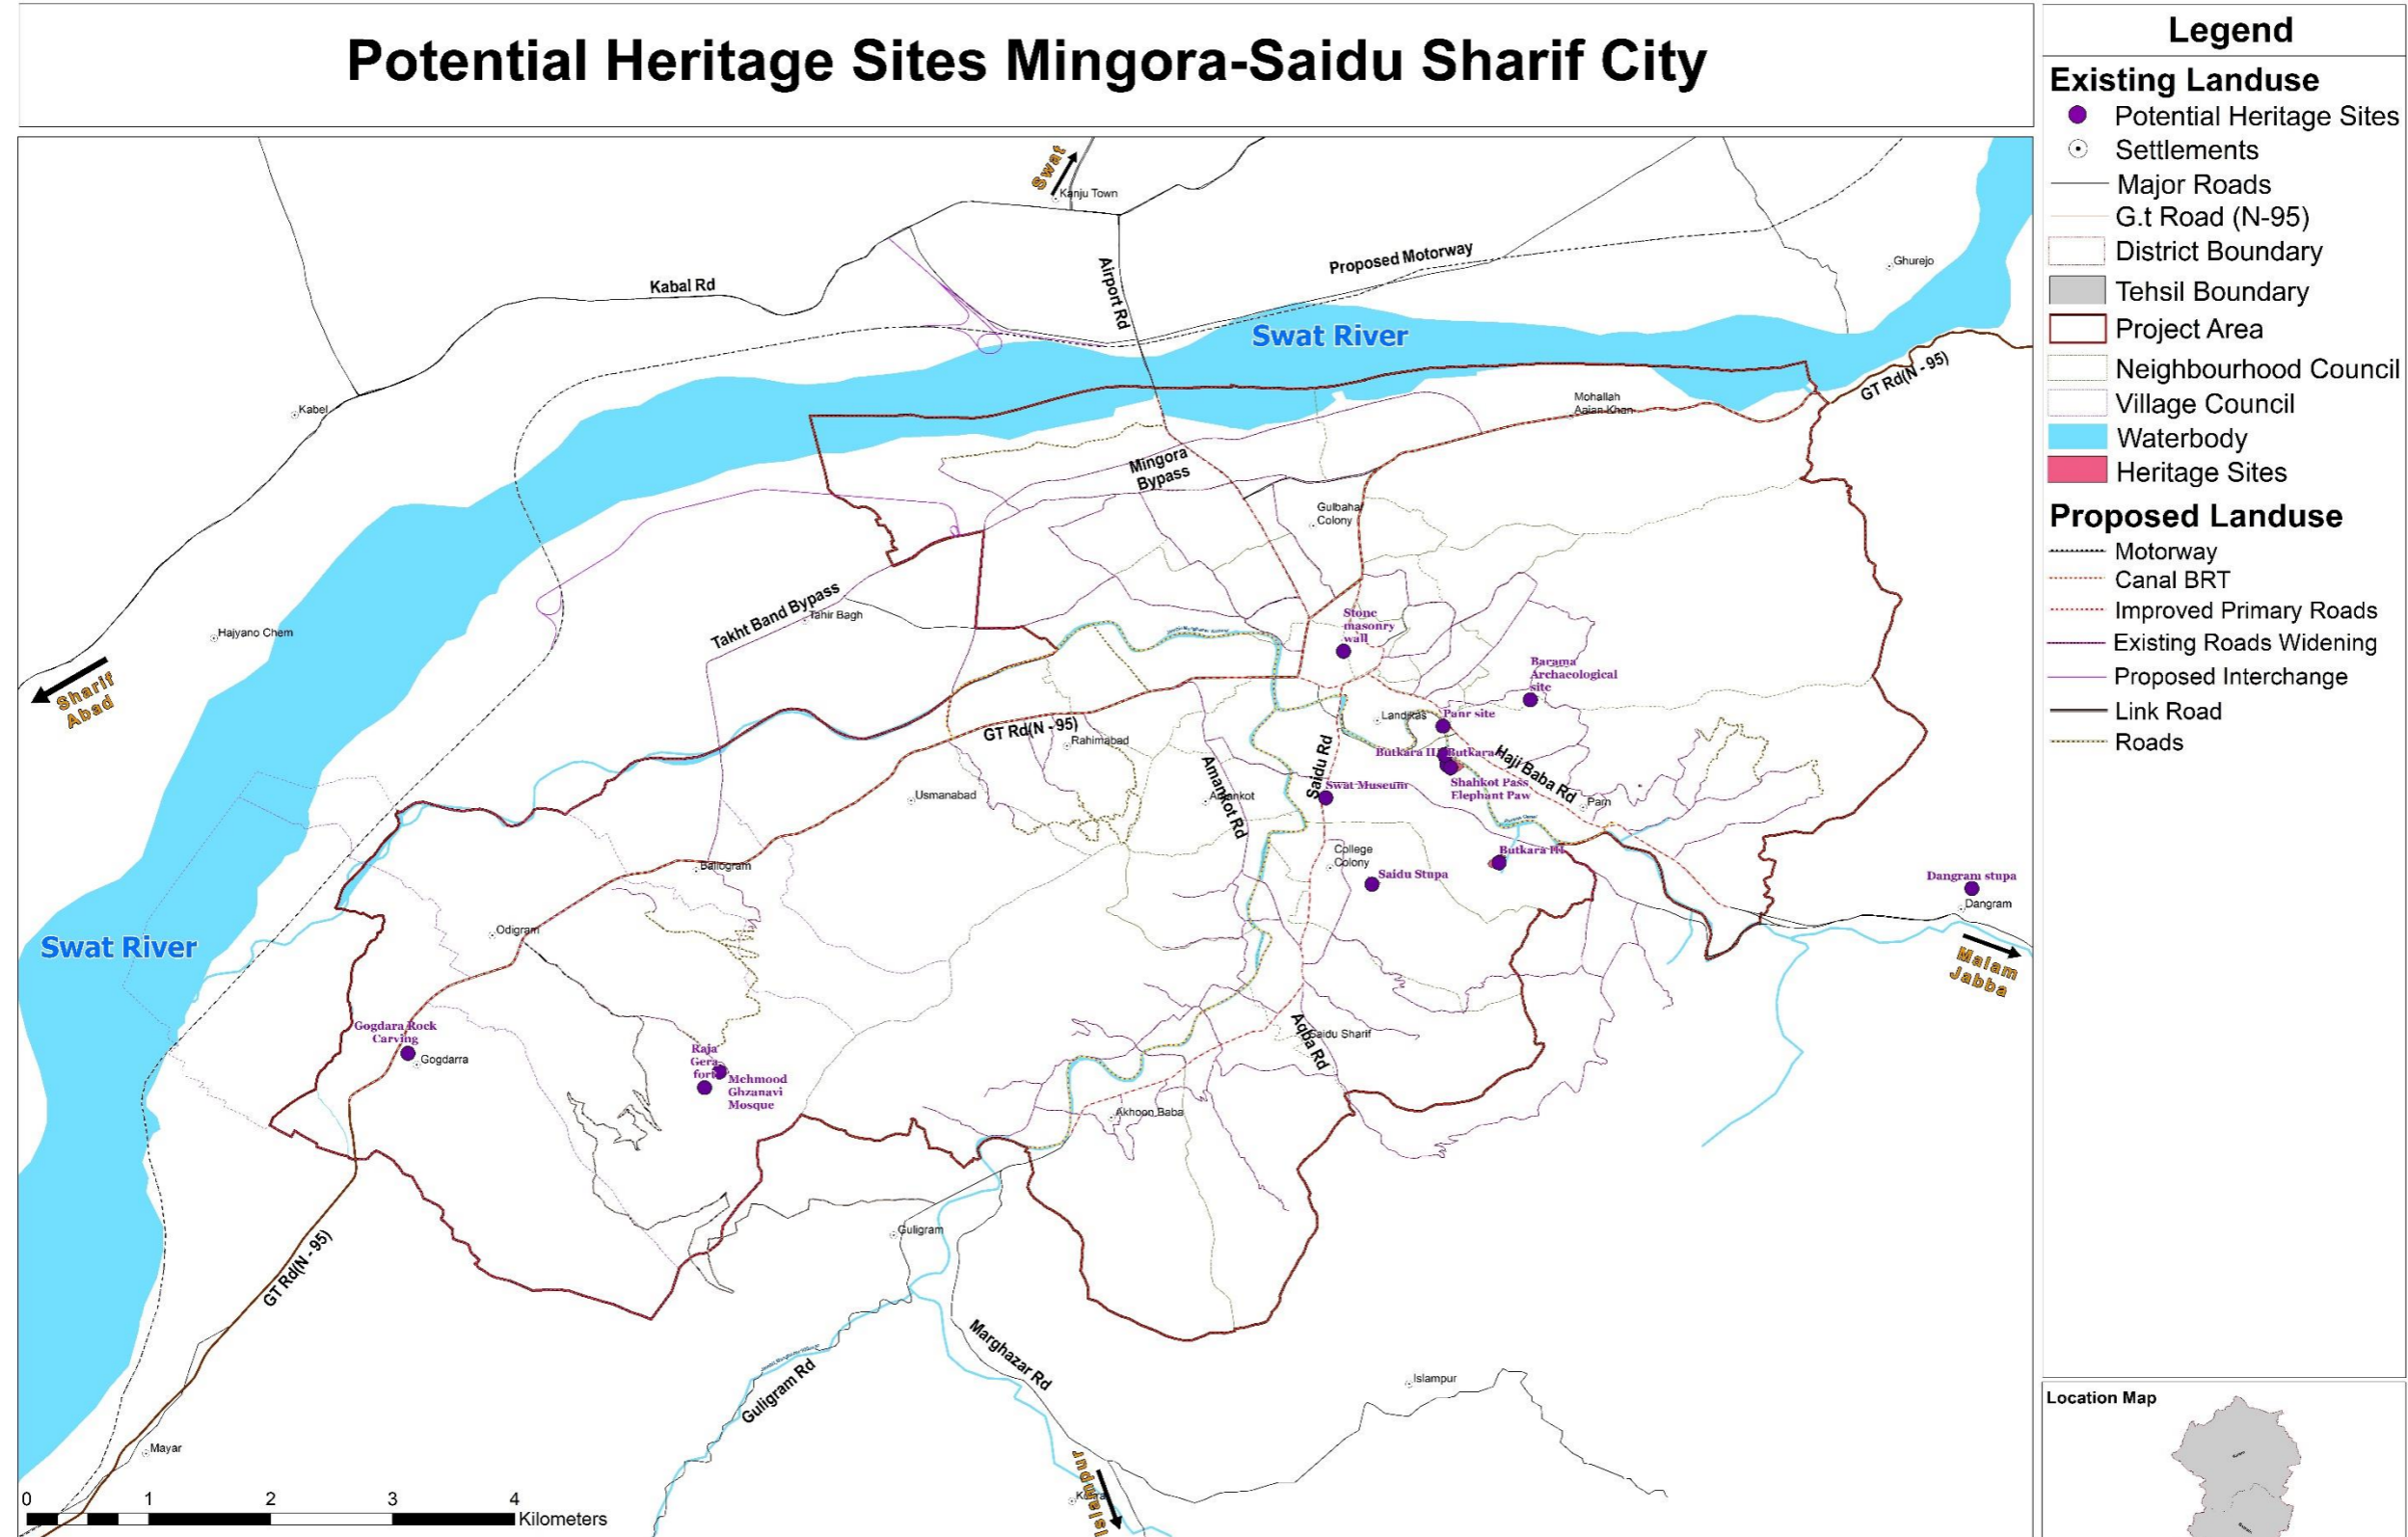 Potential Heritage Sites Mingora-Saidu Sharif City
Swat
Kanju Town
Kabal Rd
Airport Rd
Proposed Motorway
Ghurejo
Swat River
GT Rd(N - 95)
Kabel
Mohallah
Aaian Khan
Mingora
Bypass
Gulbahar
Colony
Takht Band Bypass
Tahir Bagh
Hajyano Chem
Sharif
Abad
Stone
masonry
wall
Barama
Archaeological
site
Landikas
Panr site
GT Rd(N - 95)
Rahimabad
Butkara II
Butkara
Haji Baba Rd
Saidu Rd
Amankot Rd
Swat Museum
Shahkot Pass
Elephant Paw
Usmanabad
Amankot
Parn
College
Colony
Butkara III
Balogram
Saidu Stupa
Dangram stupa
Dangram
Odigram
Swat River
Malam
Jabba
Gogdara Rock
Carving
Gogdarra
Raja
Gera
fort
Mehmood
Ghzanavi
Mosque
Aqba Rd
Saidu Sharif
Akhoon Baba
Guligram
GT Rd(N - 95)
Marghazar Rd
Guligram Rd
Islampur
Mayar
Islampur
0 1 2 3 4
Kilometers
Legend
Existing Landuse
Potential Heritage Sites
Settlements
Major Roads
G.t Road (N-95)
District Boundary
Tehsil Boundary
Project Area
Neighbourhood Council
Village Council
Waterbody
Heritage Sites
Proposed Landuse
Motorway
Canal BRT
Improved Primary Roads
Existing Roads Widening
Proposed Interchange
Link Road
Roads
Location Map